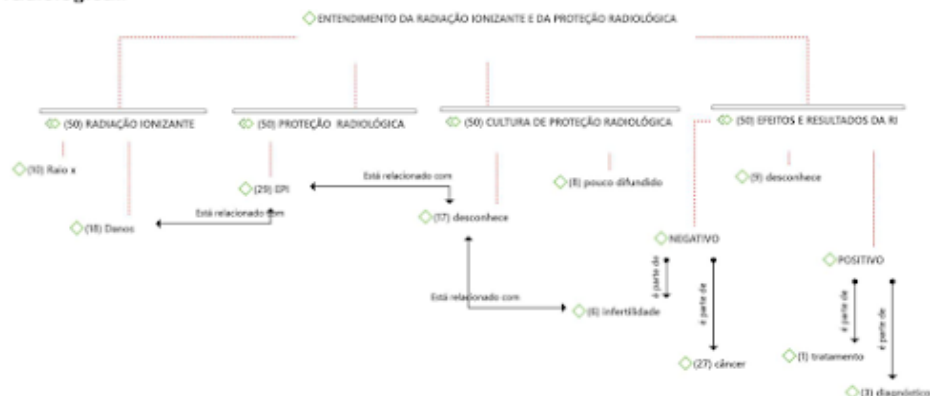 ENTENDIMENTO DA RADIAÇÃO IONIZANTE E DA PROTEÇÃO RADIOLÓGICA
(50) RADIAÇÃO IONIZANTE
(50) PROTEÇÃO RADIOLÓGICA
(50) CULTURA DE PROTEÇÃO RADIOLÓGICA
(50) EFEITOS E RESULTADOS DA RI
(10) Raio x
(29) EPI
Está relacionado com
(8) pouco difundido
(9) desconhece
(18) Danos
Está relacionado com
(17) desconhece
NEGATIVO
POSITIVO
Está relacionado com
(6) infertilidade
é parte de
é parte de
é parte de
é parte de
(27) câncer
(1) tratamento
(3) diagnóstico